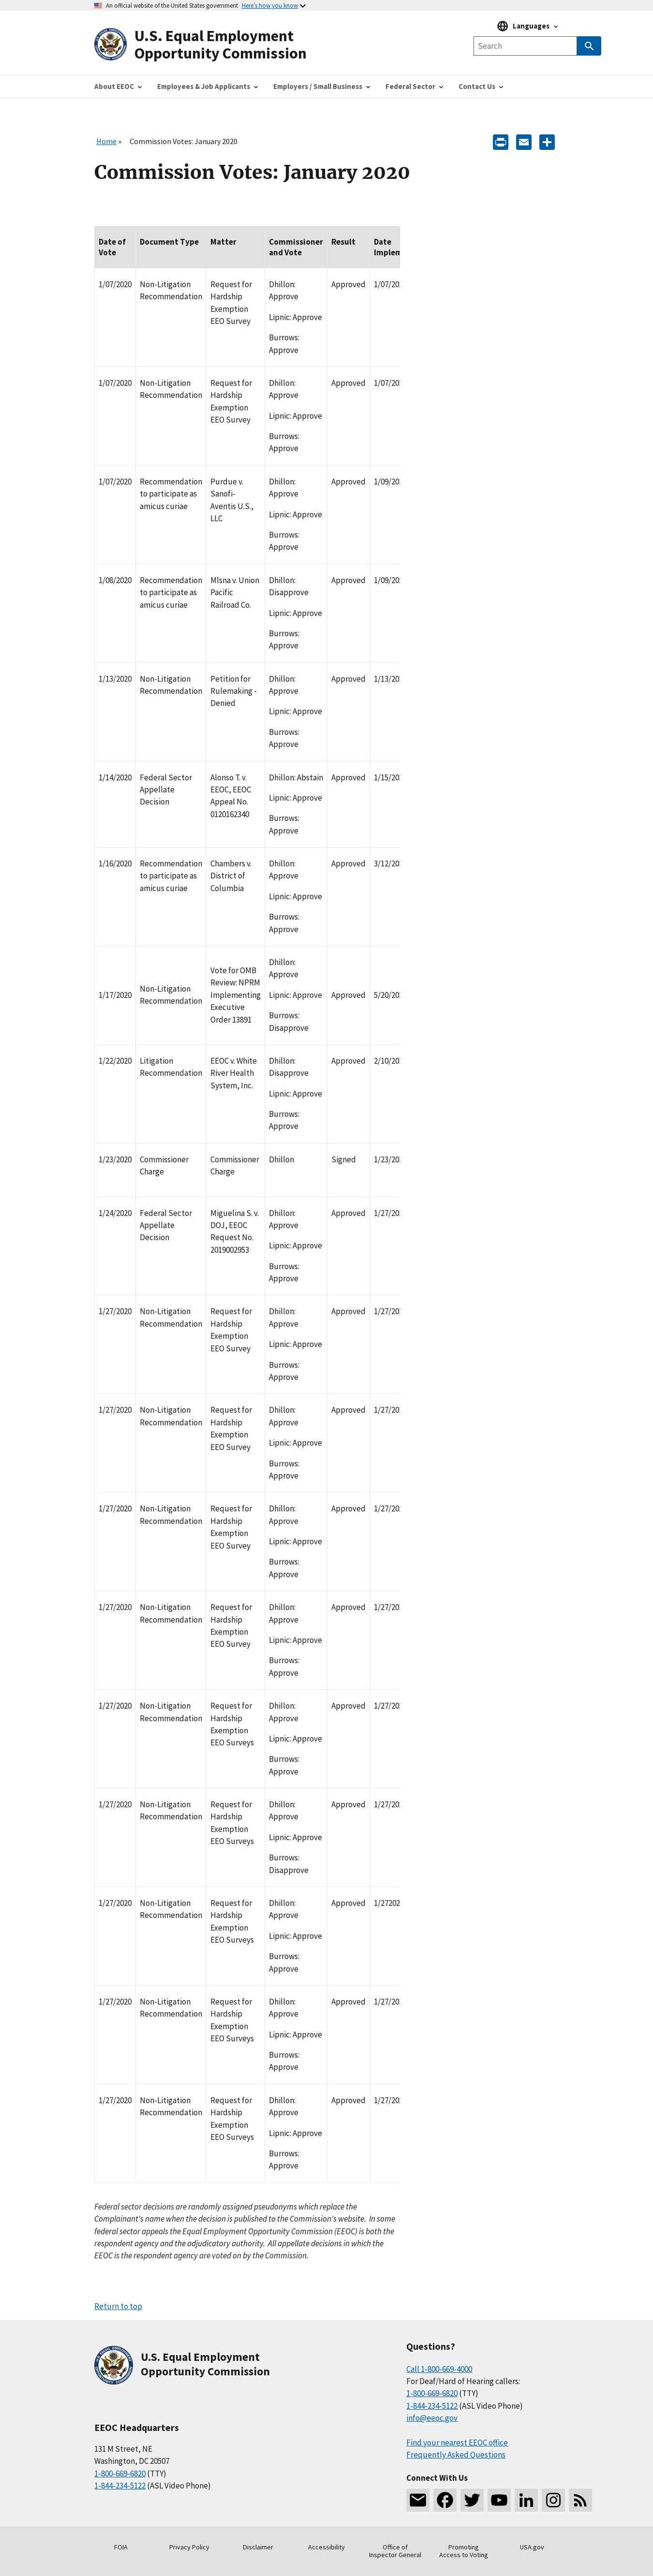 An official website of the United States government Here's how you know
U.S. Equal Employment
Opportunity Commission
Languages
Search
About EEOC
Employees & Job Applicants
Employers / Small Business
Federal Sector
Contact Us
Home » Commission Votes: January 2020
Commission Votes: January 2020
Date of Vote Document Type Matter Commissioner and Vote Result Date
1/07/2020 Non-Litigation Recommendation Request for Hardship Exemption EEO Survey Dhillon: Approve Lipnic: Approve Burrows: Approve Approved 1/07/20
1/07/2020 Non-Litigation Recommendation Request for Hardship Exemption EEO Survey Dhillon: Approve Lipnic: Approve Burrows: Approve Approved 1/07/20
1/07/2020 Recommendation to participate as amicus curiae Purdue v. Sanofi-Aventis U.S., LLC Dhillon: Approve Lipnic: Approve Burrows: Approve Approved 1/09/20
1/08/2020 Recommendation to participate as amicus curiae Mlsna v. Union Pacific Railroad Co. Dhillon: Disapprove Lipnic: Approve Burrows: Approve Approved 1/09/20
1/13/2020 Non-Litigation Recommendation Petition for Rulemaking - Denied Dhillon: Approve Lipnic: Approve Burrows: Approve Approved 1/13/20
1/14/2020 Federal Sector Appellate Decision Alonso T. v. EEOC, EEOC Appeal No. 0120162340 Dhillon: Abstain Lipnic: Approve Burrows: Approve Approved 1/15/20
1/16/2020 Recommendation to participate as amicus curiae Chambers v. District of Columbia Dhillon: Approve Lipnic: Approve Burrows: Approve Approved 3/12/20
1/17/2020 Non-Litigation Recommendation Vote for OMB Review: NPRM Implementing Executive Order 13891 Dhillon: Approve Lipnic: Approve Burrows: Disapprove Approved 5/20/20
1/22/2020 Litigation Recommendation EEOC v. White River Health System, Inc. Dhillon: Disapprove Lipnic: Approve Burrows: Approve Approved 2/10/20
1/23/2020 Commissioner Charge Commissioner Charge Dhillon Signed 1/23/20
1/24/2020 Federal Sector Appellate Decision Miguelina S. v. DOJ, EEOC Request No. 2019002953 Dhillon: Approve Lipnic: Approve Burrows: Approve Approved 1/27/20
1/27/2020 Non-Litigation Recommendation Request for Hardship Exemption EEO Survey Dhillon: Approve Lipnic: Approve Burrows: Approve Approved 1/27/20
1/27/2020 Non-Litigation Recommendation Request for Hardship Exemption EEO Survey Dhillon: Approve Lipnic: Approve Burrows: Approve Approved 1/27/20
1/27/2020 Non-Litigation Recommendation Request for Hardship Exemption EEO Survey Dhillon: Approve Lipnic: Approve Burrows: Approve Approved 1/27/20
1/27/2020 Non-Litigation Recommendation Request for Hardship Exemption EEO Survey Dhillon: Approve Lipnic: Approve Burrows: Approve Approved 1/27/20
1/27/2020 Non-Litigation Recommendation Request for Hardship Exemption EEO Surveys Dhillon: Approve Lipnic: Approve Burrows: Approve Approved 1/27/20
1/27/2020 Non-Litigation Recommendation Request for Hardship Exemption EEO Surveys Dhillon: Approve Lipnic: Approve Burrows: Disapprove Approved 1/27/20
1/27/2020 Non-Litigation Recommendation Request for Hardship Exemption EEO Surveys Dhillon: Approve Lipnic: Approve Burrows: Approve Approved 1/27202
1/27/2020 Non-Litigation Recommendation Request for Hardship Exemption EEO Surveys Dhillon: Approve Lipnic: Approve Burrows: Approve Approved 1/27/20
1/27/2020 Non-Litigation Recommendation Request for Hardship Exemption EEO Surveys Dhillon: Approve Lipnic: Approve Burrows: Approve Approved 1/27/20
Federal sector decisions are randomly assigned pseudonyms which replace the
Complainant's name when the decision is published to the Commission's website. In some
federal sector appeals the Equal Employment Opportunity Commission (EEOC) is both the
respondent agency and the adjudicatory authority. All appellate decisions in which the
EEOC is the respondent agency are voted on by this Commission.
Return to top
U.S. Equal Employment
Opportunity Commission
EEOC Headquarters
131 M Street, NE
Washington, DC 20507
1-800-669-6820 (TTY)
1-844-234-5122 (ASL Video Phone)
Questions?
Call 1-800-669-4000
For Deaf/Hard of Hearing callers:
1-800-669-6820 (TTY)
1-844-234-5122 (ASL Video Phone)
info@eeoc.gov
Find your nearest EEOC office
Frequently Asked Questions
Connect With Us
FOIA
Privacy Policy
Disclaimer
Accessibility
Office of
Inspector General
Promoting
Access to Voting
USA.gov